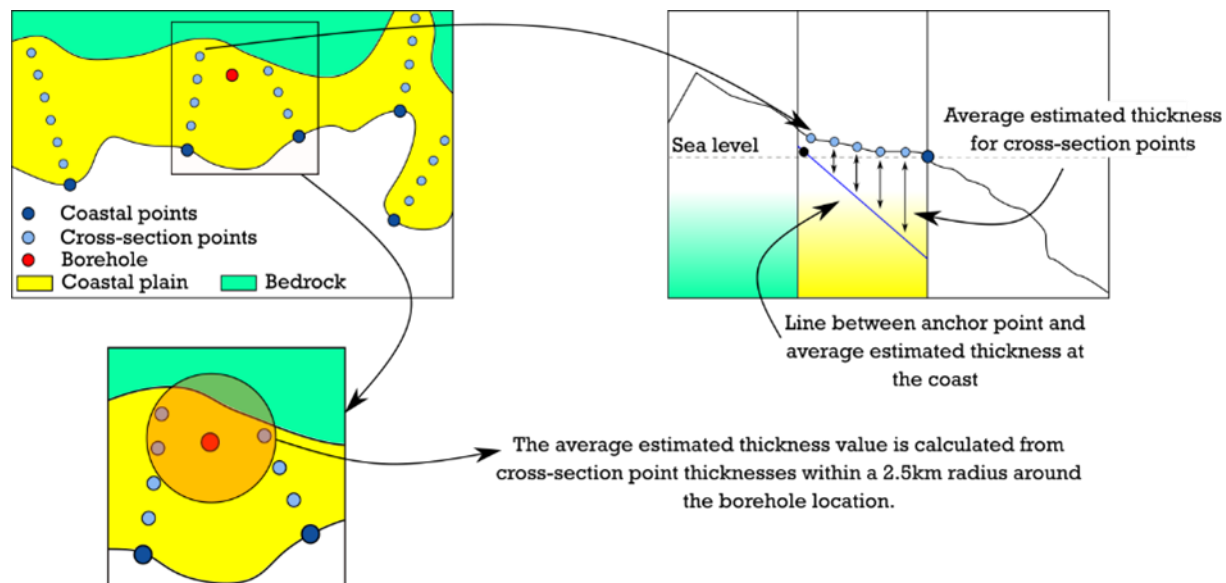 Coastal points
Cross-section points
Borehole
Coastal plain
Bedrock
Sea level
Average estimated thickness
for cross-section points
Line between anchor point and
average estimated thickness at
the coast
The average estimated thickness value is calculated from
cross-section point thicknesses within a 2.5km radius around
the borehole location.